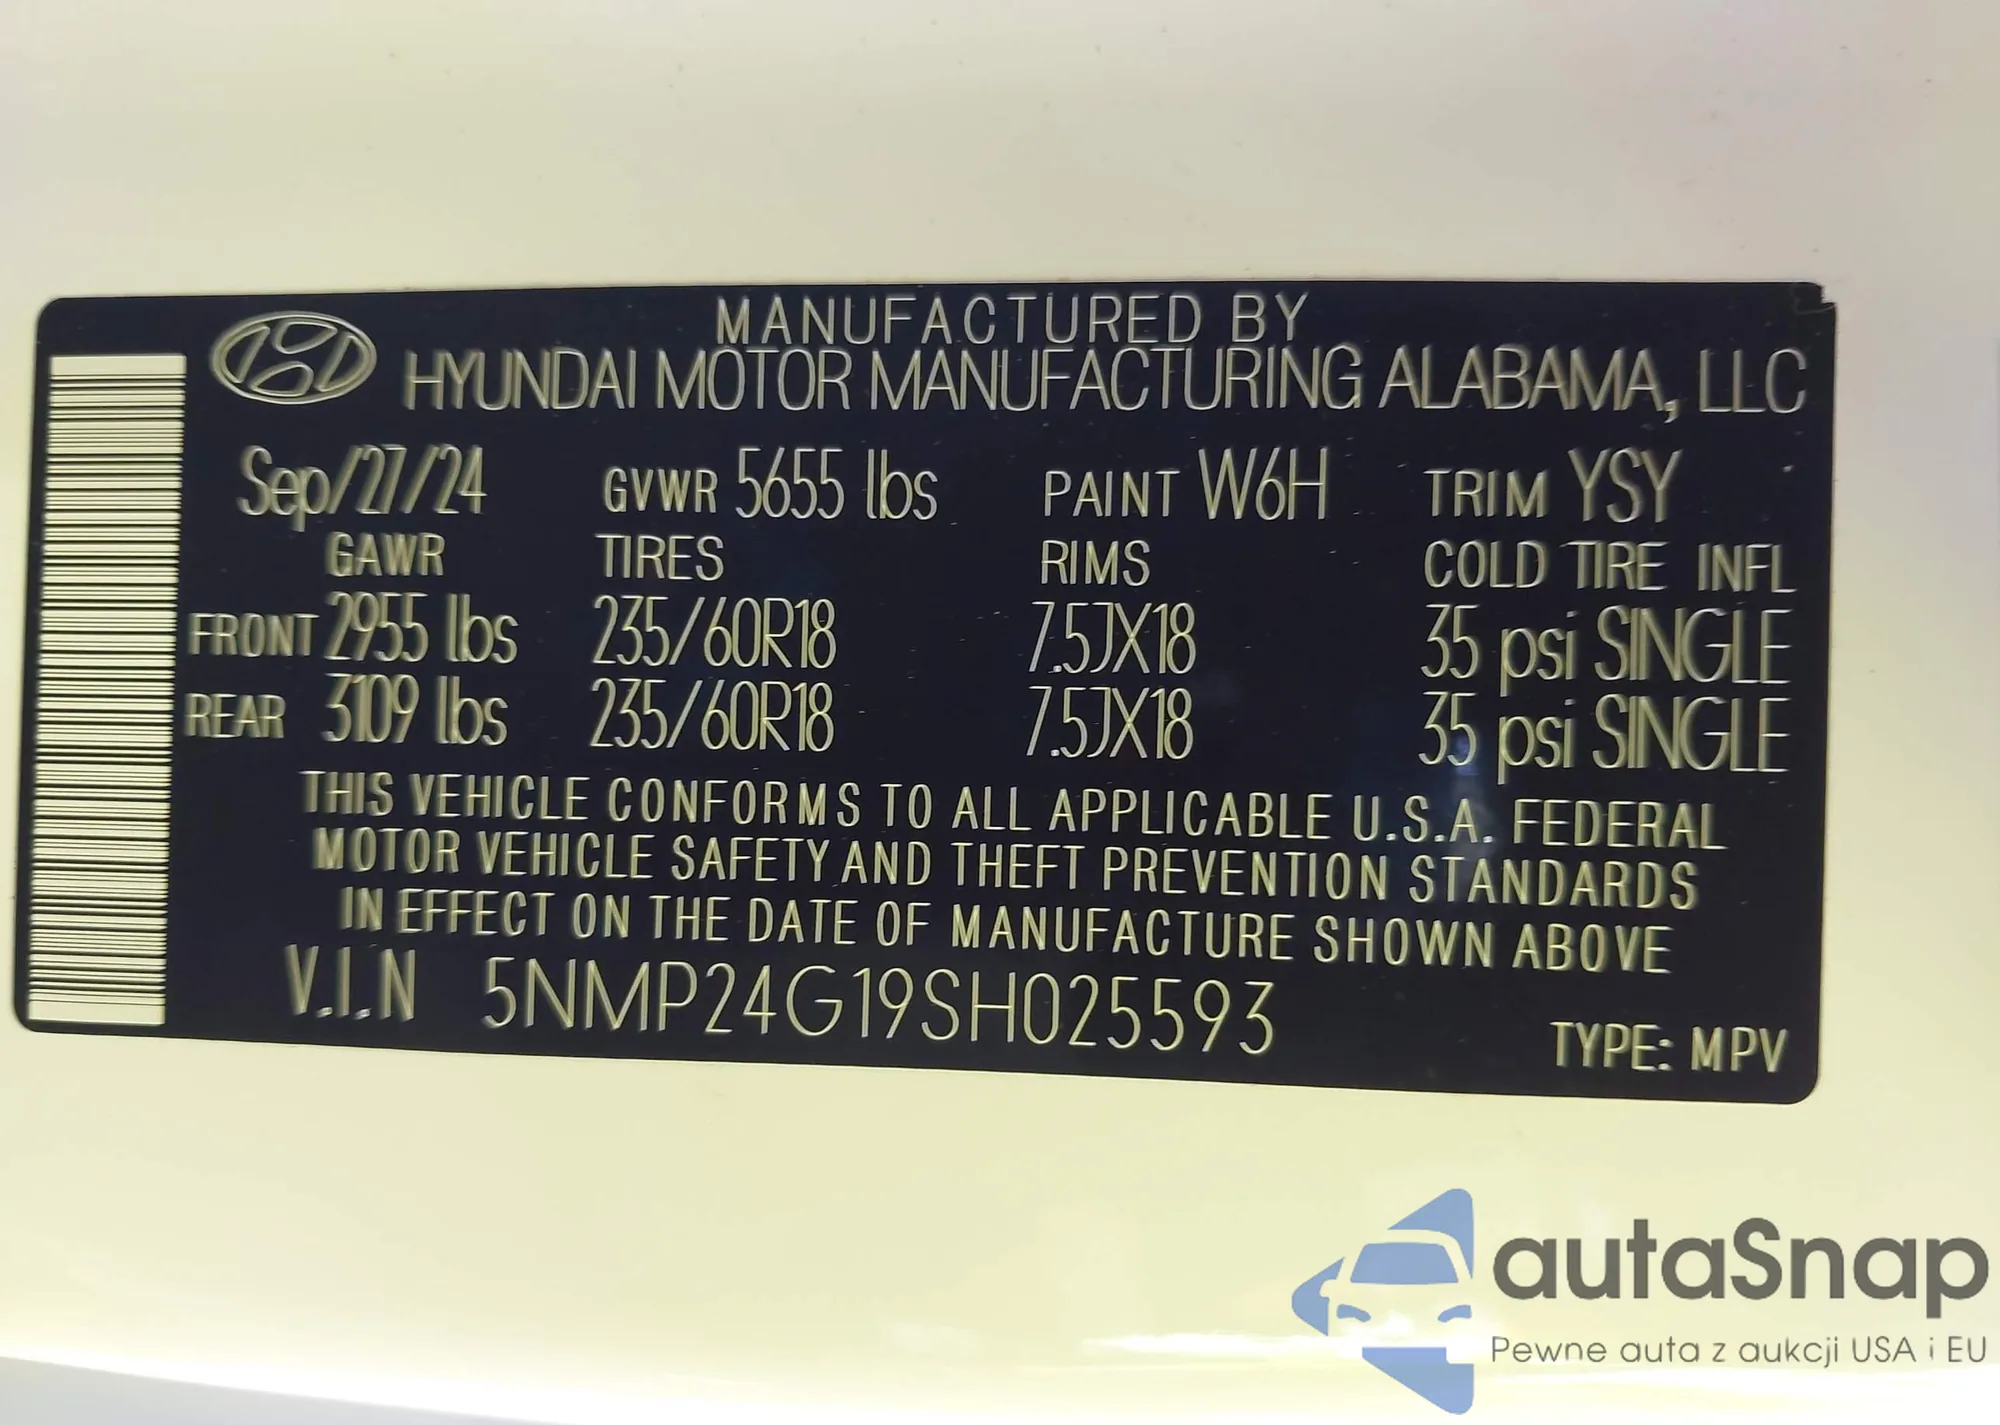 MANUFACTURED BY
HYUNDAI MOTOR MANUFACTURING ALABAMA, LLC
Sep/27/24 GVWR 5655 lbs PAINT W6H TRIM YSY
GAWR TIRES RIMS COLD TIRE INFL
FRONT 2955 lbs 235/60R18 7.5JX18 35 psi SINGLE
REAR 3109 lbs 235/60R18 7.5JX18 35 psi SINGLE
THIS VEHICLE CONFORMS TO ALL APPLICABLE U.S.A. FEDERAL
MOTOR VEHICLE SAFETY AND THEFT PREVENTION STANDARDS
IN EFFECT ON THE DATE OF MANUFACTURE SHOWN ABOVE
V.I.N 5NMP24G19SH025593
TYPE: MPV
autaSnap
Pewne auta z aukcji USA i EU